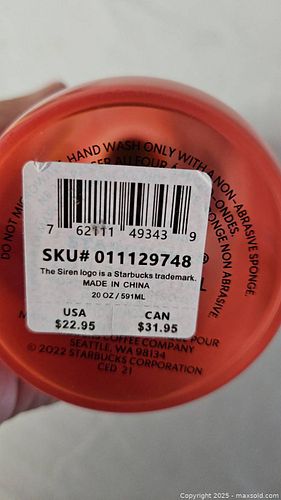 HAND WASH ONLY WITH A NON-ABRASIVE SPONGE.
DO NOT
AU FOUR
-ONDES.
NON ABRASIVE.
7 62111 49343 9
SKU# 011129748
The Siren logo is a Starbucks trademark.
MADE IN CHINA
20 OZ / 591ML
USA CAN
$22.95 $31.95
POUR
COFFEE COMPANY
SEATTLE, WA 98134
© 2022 STARBUCKS CORPORATION
CED 21
Copyright © 2025 - maxsold.com